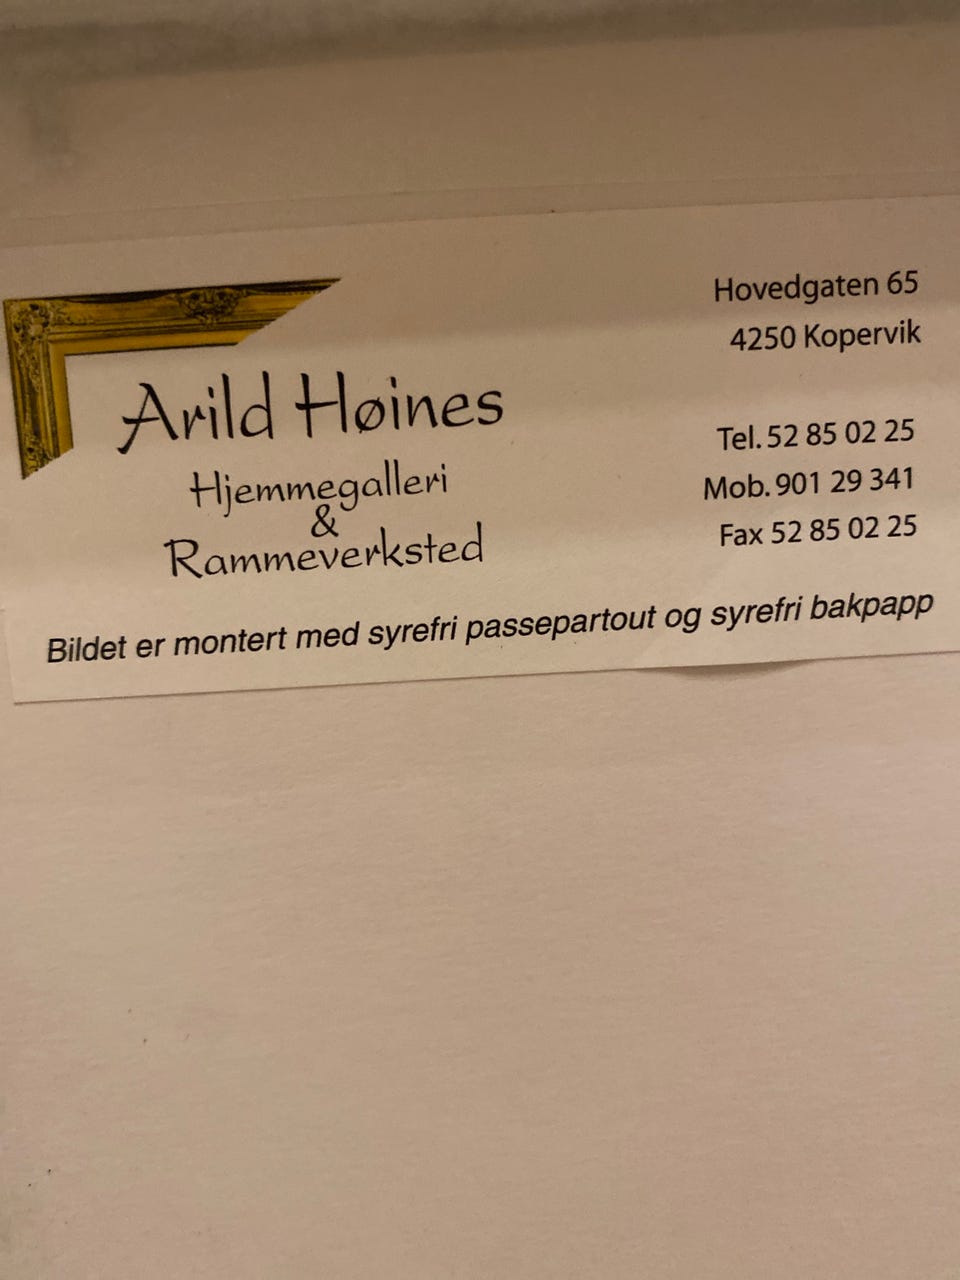 Arild Høines
Hjemmegalleri
&
Rammeverksted
Hovedgaten 65
4250 Kopervik
Tel. 52 85 02 25
Mob. 901 29 341
Fax 52 85 02 25
Bildet er montert med syrefri passepartout og syrefri bakpapp